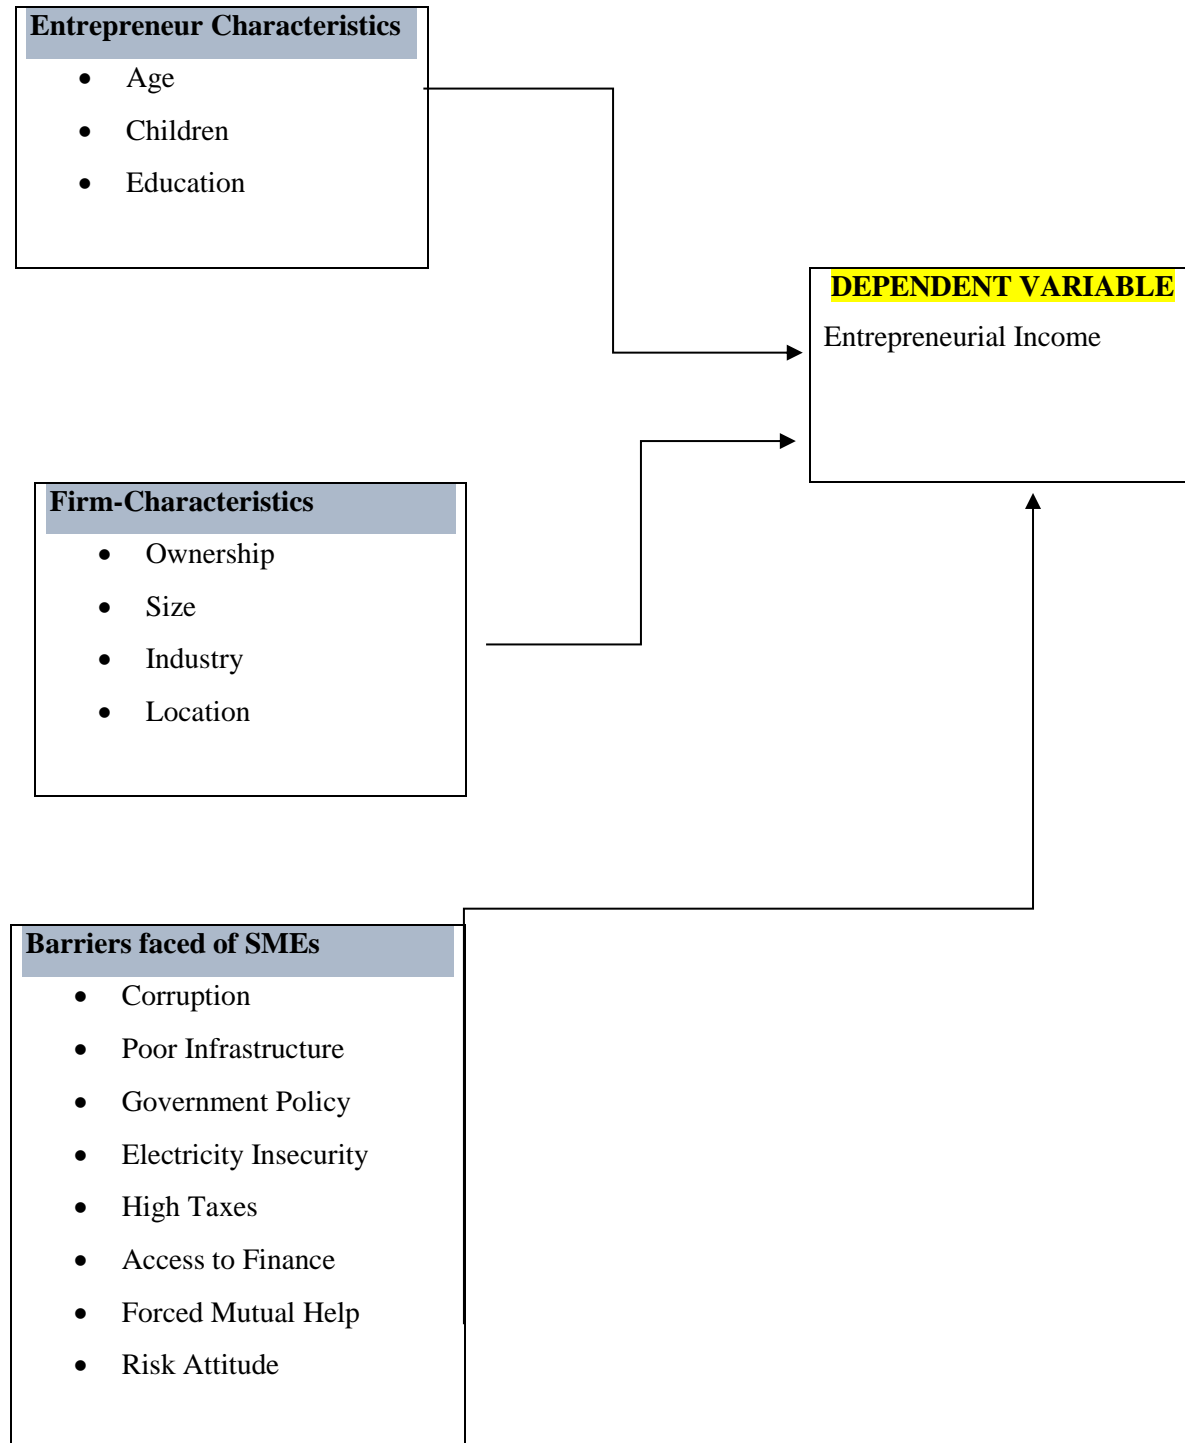 Entrepreneur Characteristics
• Age
• Children
• Education
DEPENDENT VARIABLE
Entrepreneurial Income
Firm-Characteristics
• Ownership
• Size
• Industry
• Location
Barriers faced of SMEs
• Corruption
• Poor Infrastructure
• Government Policy
• Electricity Insecurity
• High Taxes
• Access to Finance
• Forced Mutual Help
• Risk Attitude